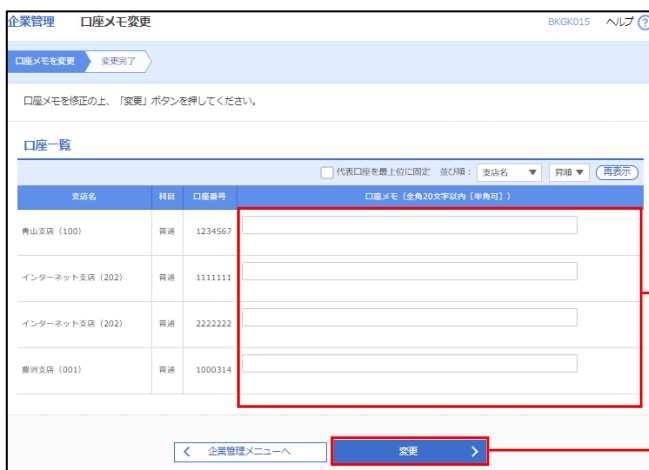 企業管理 口座メモ変更 BKGK015 ヘルプ ?
口座メモを変更 変更完了
口座メモを修正の上、「変更」ボタンを押してください。
口座一覧
代表口座を最上位に固定 並び順： 支店名 ▼ 昇順 ▼ 再表示
支店名 科目 口座番号 口座メモ（全角20文字以内［半角可］）
青山支店（100） 普通 1234567
インターネット支店（202） 普通 1111111
インターネット支店（202） 普通 2222222
豊洲支店（001） 普通 1000314
企業管理メニューへ 変更